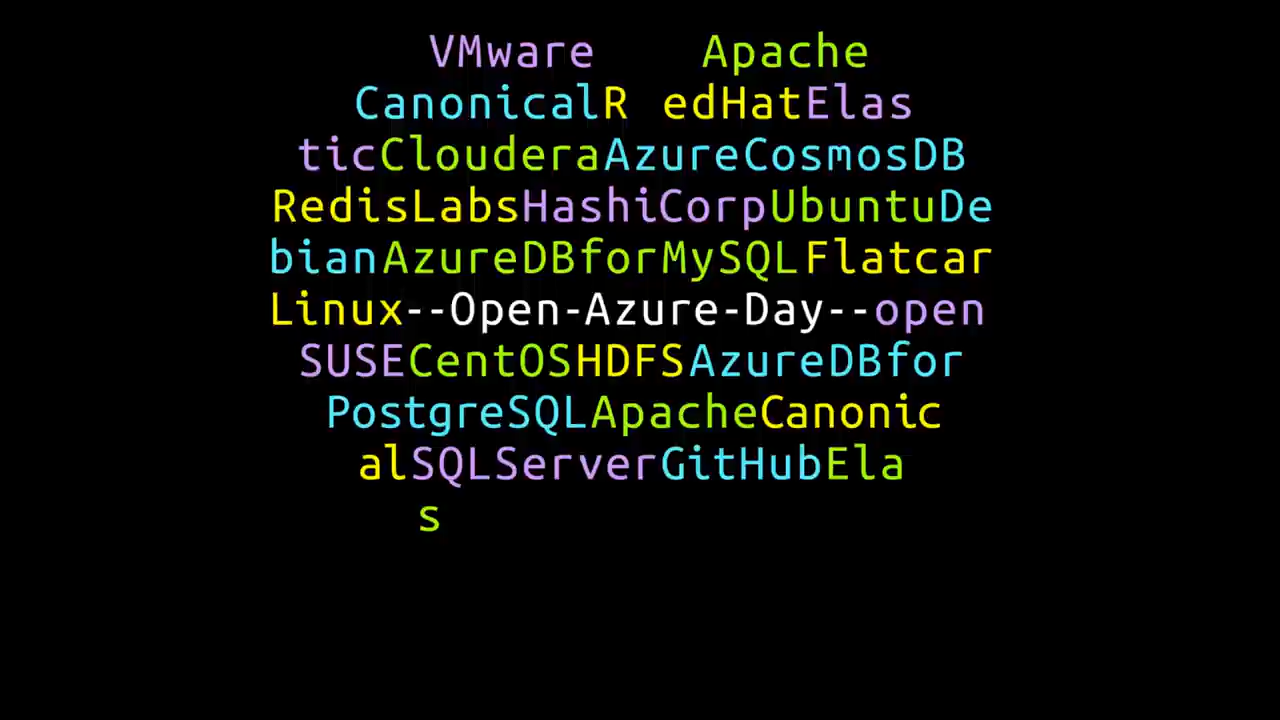 VMware Apache
CanonicalR edHatElas
ticClouderaAzureCosmosDB
RedisLabsHashiCorpUbuntuDe
bianAzureDBforMySQLFlatcar
Linux--Open-Azure-Day--open
SUSECentOSHDFSAzureDBfor
PostgreSQLApacheCanonic
alSQLServerGitHubEla
s